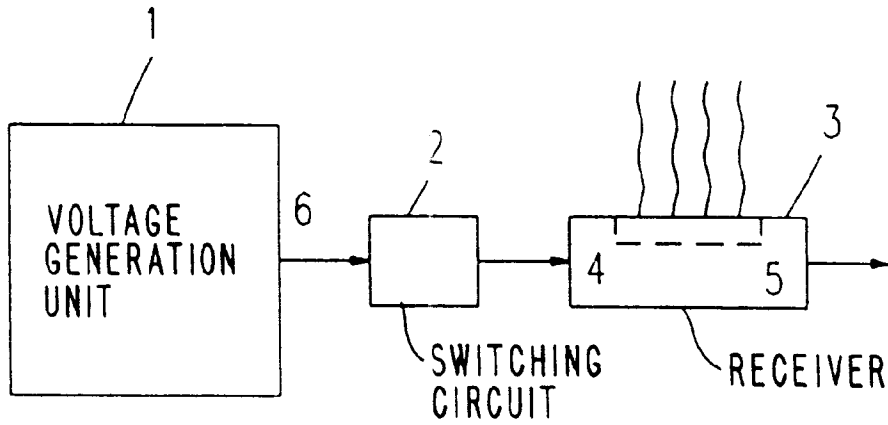 1
2
3
VOLTAGE
GENERATION
UNIT
6
4
5
SWITCHING
CIRCUIT
RECEIVER